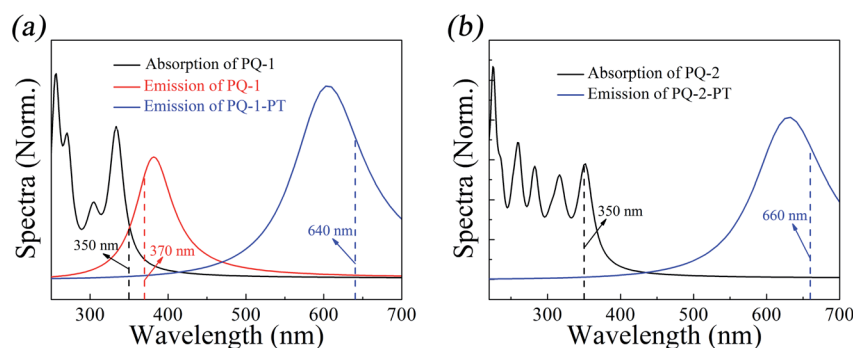 (a)
Absorption of PQ-1
Emission of PQ-1
Emission of PQ-1-PT
Spectra (Norm.)
350 nm
370 nm
640 nm
300 400 500 600 700
Wavelength (nm)
(b)
Absorption of PQ-2
Emission of PQ-2-PT
Spectra (Norm.)
350 nm
660 nm
200 300 400 500 600 700
Wavelength (nm)